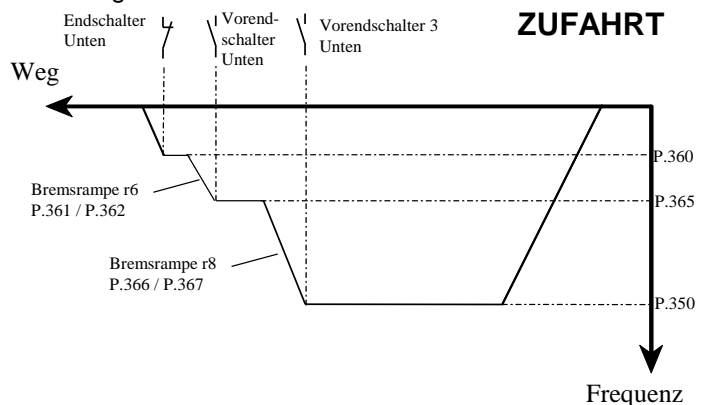 Endschalter
Unten
Vorend-
schalter
Unten
Vorendschalter 3
Unten
ZUFAHRT
Weg
P.360
P.365
Bremsrampe r6
P.361 / P.362
Bremsrampe r8
P.366 / P.367
P.350
Frequenz